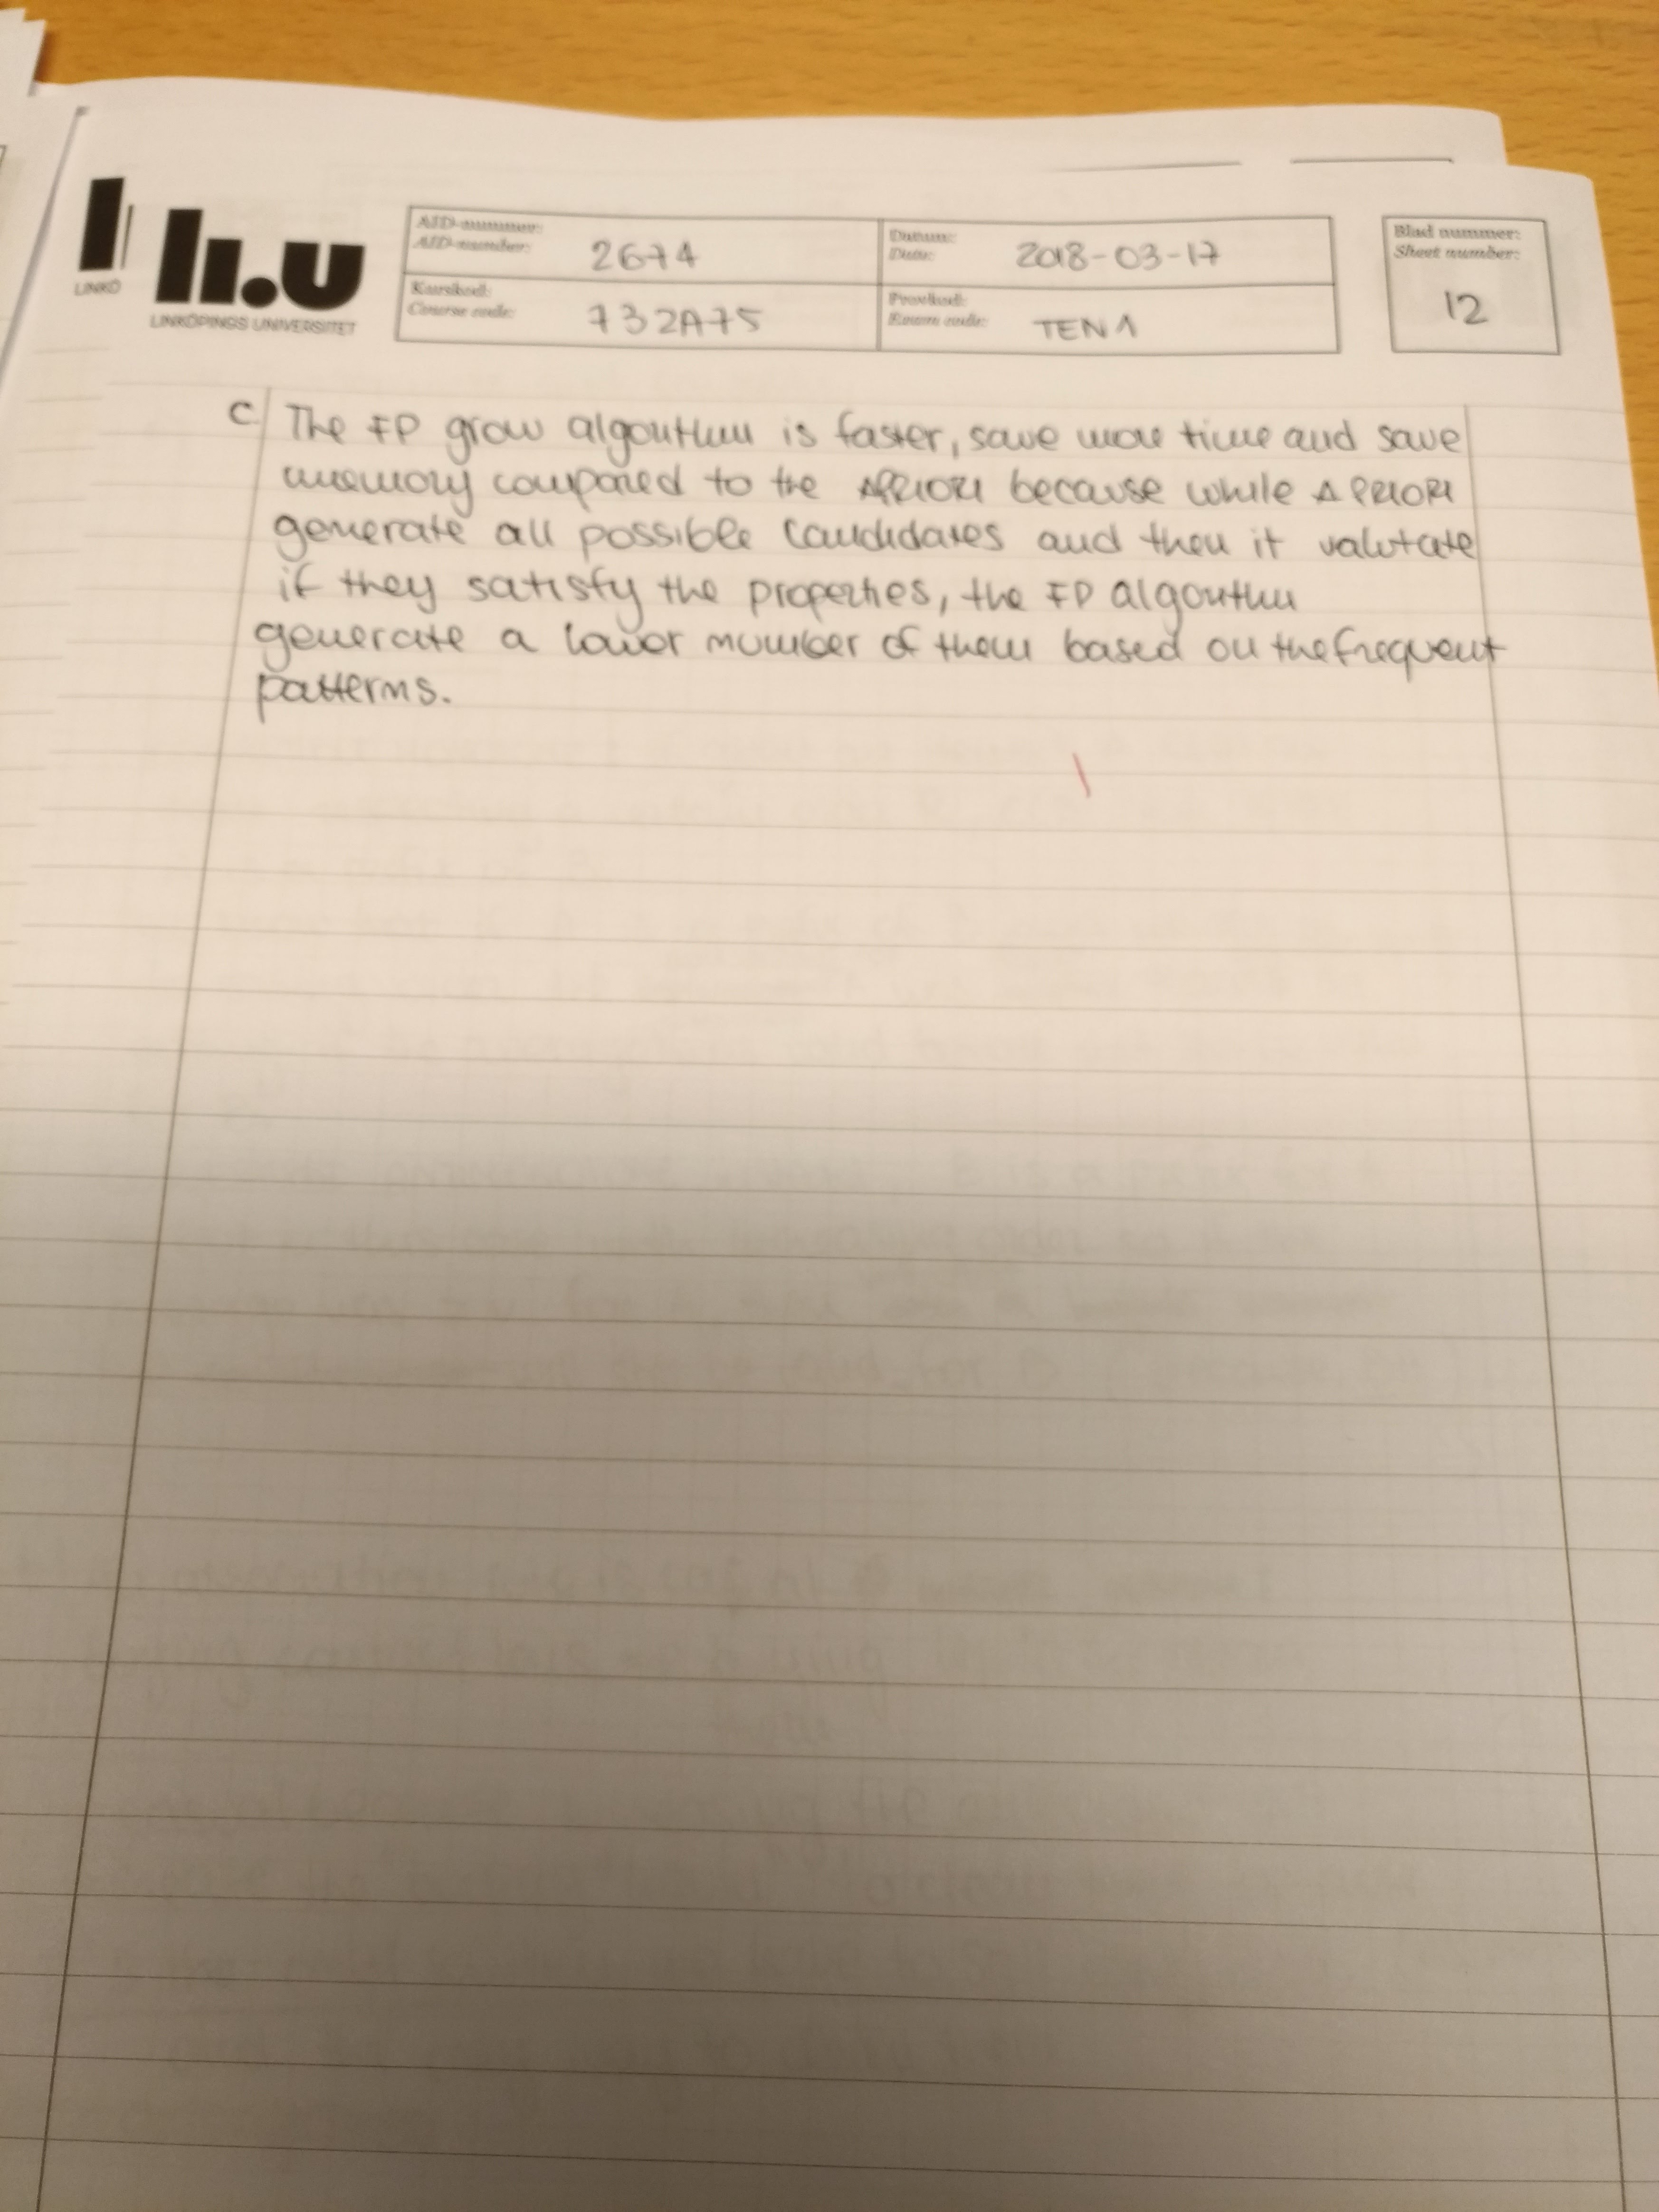 LINKÖ
li.u
LINKÖPINGS UNIVERSITET
AID-nummer:
AID-number:
2674
Datum:
Date:
2018-03-17
Blad nummer:
Sheet number:
12
Kurskod:
Course code:
732A75
Provkod:
Exam code:
TEN1
c) The FP grow algorithm is faster, save more time and save
memory compared to the APRIORI because while APRIORI
generate all possible candidates and then it valutate
if they satisfy the properties, the FP algorithm
generate a lower number of them based on the frequent
patterns.